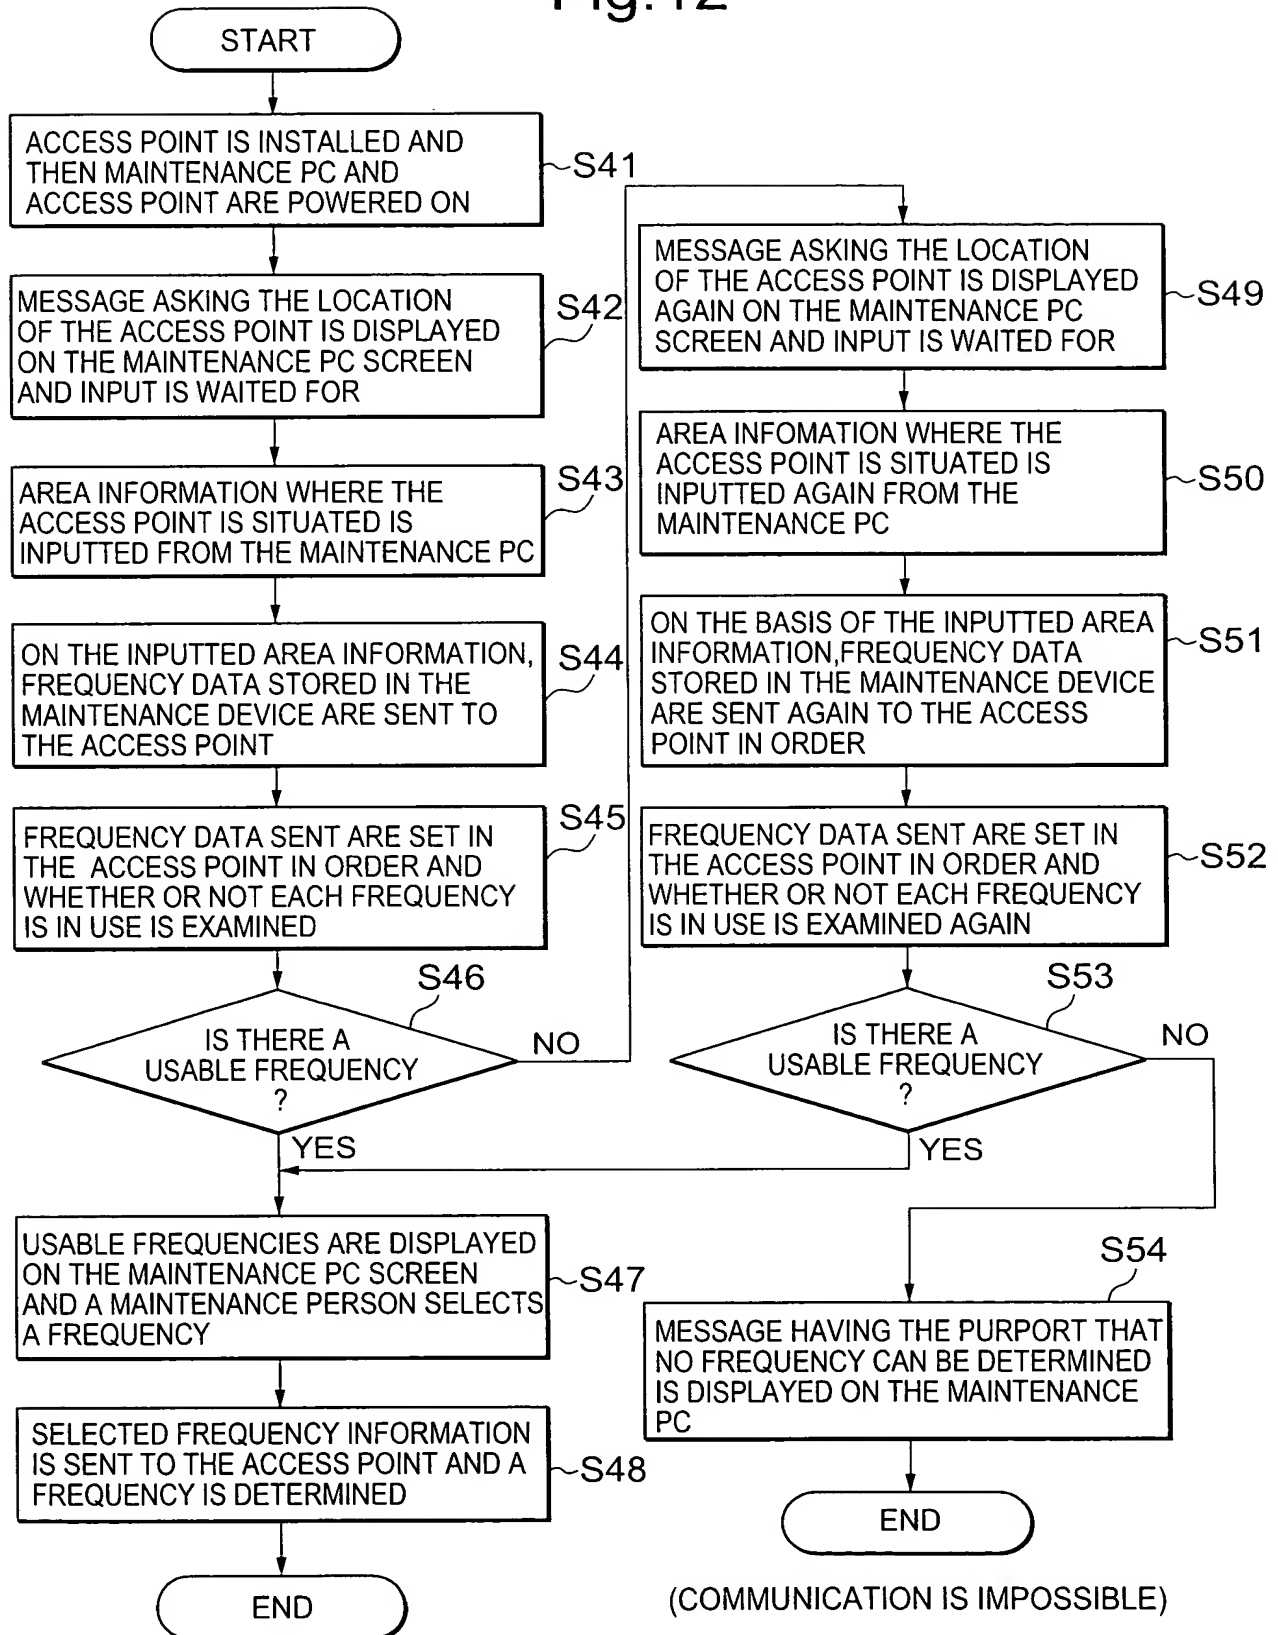 Fig.12
START
ACCESS POINT IS INSTALLED AND
THEN MAINTENANCE PC AND
ACCESS POINT ARE POWERED ON
S41
MESSAGE ASKING THE LOCATION
OF THE ACCESS POINT IS DISPLAYED
ON THE MAINTENANCE PC SCREEN
AND INPUT IS WAITED FOR
S42
AREA INFORMATION WHERE THE
ACCESS POINT IS SITUATED IS
INPUTTED FROM THE MAINTENANCE PC
S43
ON THE INPUTTED AREA INFORMATION,
FREQUENCY DATA STORED IN THE
MAINTENANCE DEVICE ARE SENT TO
THE ACCESS POINT
S44
FREQUENCY DATA SENT ARE SET IN
THE ACCESS POINT IN ORDER AND
WHETHER OR NOT EACH FREQUENCY
IS IN USE IS EXAMINED
S45
S46
IS THERE A
USABLE FREQUENCY
?
NO
YES
USABLE FREQUENCIES ARE DISPLAYED
ON THE MAINTENANCE PC SCREEN
AND A MAINTENANCE PERSON SELECTS
A FREQUENCY
S47
SELECTED FREQUENCY INFORMATION
IS SENT TO THE ACCESS POINT AND A
FREQUENCY IS DETERMINED
S48
END
MESSAGE ASKING THE LOCATION
OF THE ACCESS POINT IS DISPLAYED
AGAIN ON THE MAINTENANCE PC
SCREEN AND INPUT IS WAITED FOR
S49
AREA INFOMATION WHERE THE
ACCESS POINT IS SITUATED IS
INPUTTED AGAIN FROM THE
MAINTENANCE PC
S50
ON THE BASIS OF THE INPUTTED AREA
INFORMATION,FREQUENCY DATA
STORED IN THE MAINTENANCE DEVICE
ARE SENT AGAIN TO THE ACCESS
POINT IN ORDER
S51
FREQUENCY DATA SENT ARE SET IN
THE ACCESS POINT IN ORDER AND
WHETHER OR NOT EACH FREQUENCY
IS IN USE IS EXAMINED AGAIN
S52
S53
IS THERE A
USABLE FREQUENCY
?
NO
YES
S54
MESSAGE HAVING THE PURPORT THAT
NO FREQUENCY CAN BE DETERMINED
IS DISPLAYED ON THE MAINTENANCE
PC
END
(COMMUNICATION IS IMPOSSIBLE)